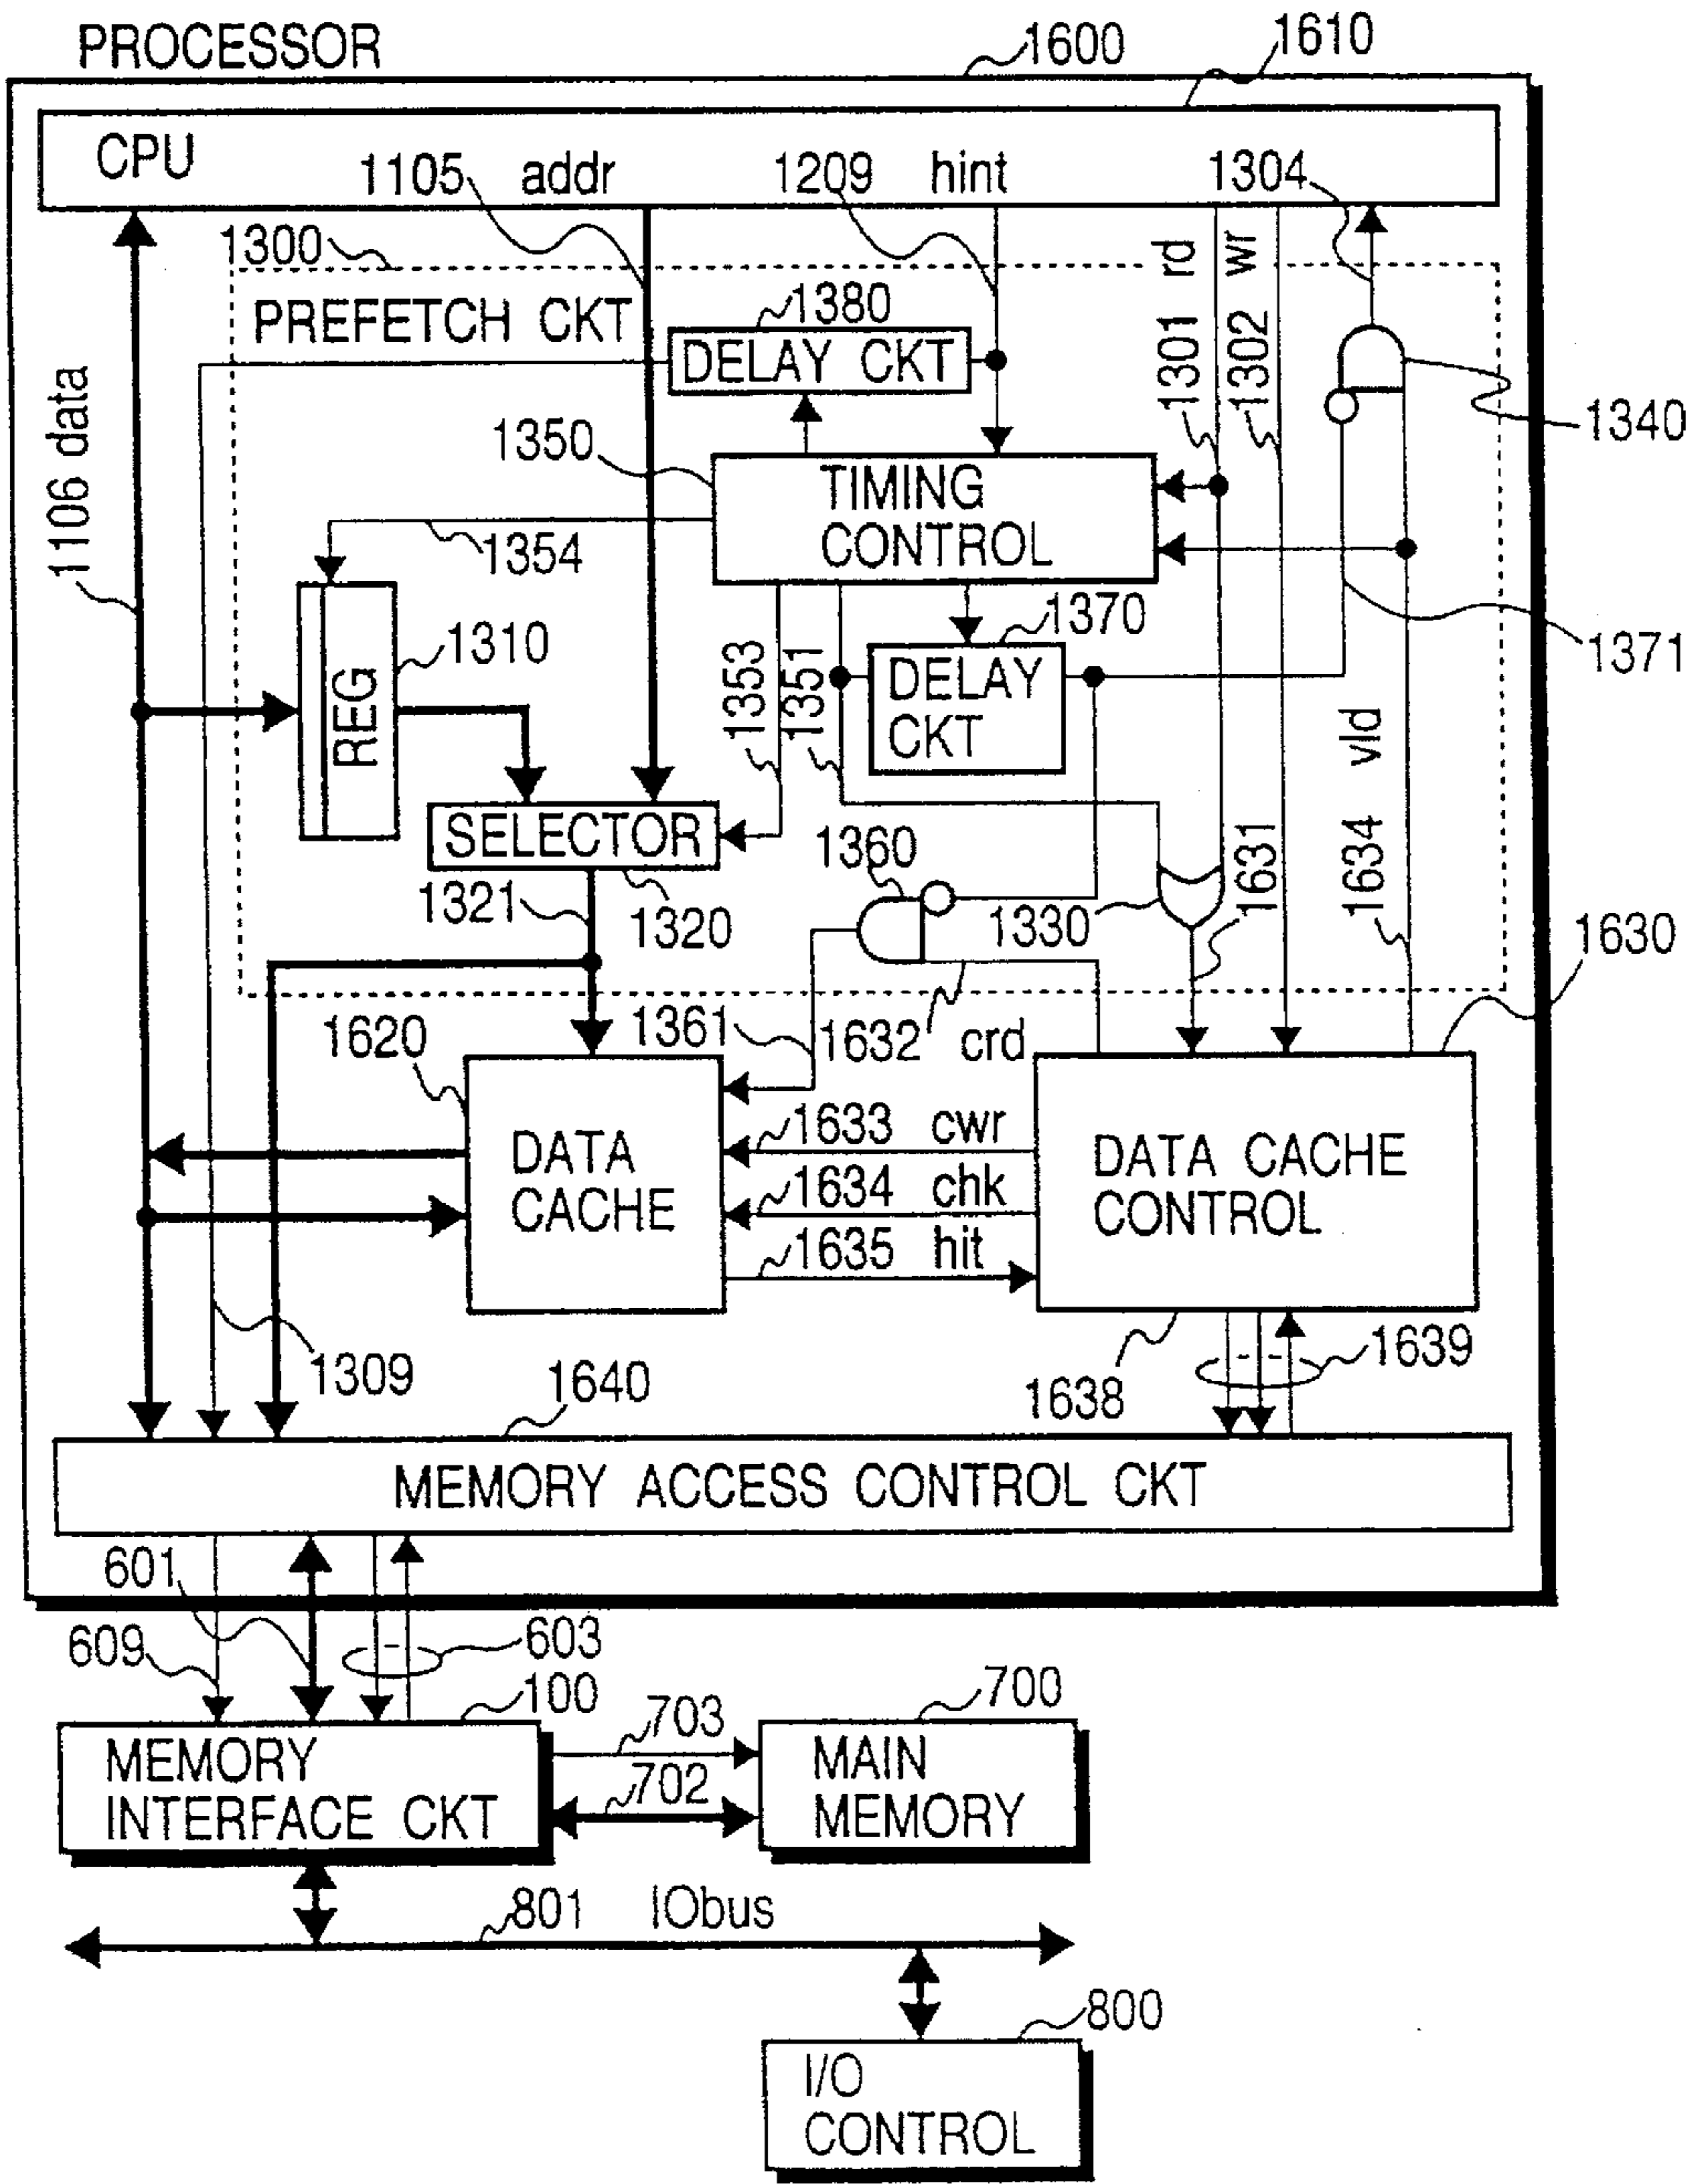 PROCESSOR
1600
1610
CPU
1105 addr
1209 hint
1304
1300
rd
wr
PREFETCH CKT
1380
DELAY CKT
1301
1302
1340
1106 data
1350
TIMING
CONTROL
1354
1370
1371
1310
REG
1353
1351
DELAY
CKT
vld
SELECTOR
1360
1631
1634
1321
1320
1330
1630
1620
1361
1632 crd
DATA
CACHE
1633 cwr
1634 chk
1635 hit
DATA CACHE
CONTROL
1309
1640
1638
1639
MEMORY ACCESS CONTROL CKT
601
609
603
100
703
700
MEMORY
INTERFACE CKT
702
MAIN
MEMORY
801 IObus
800
I/O
CONTROL